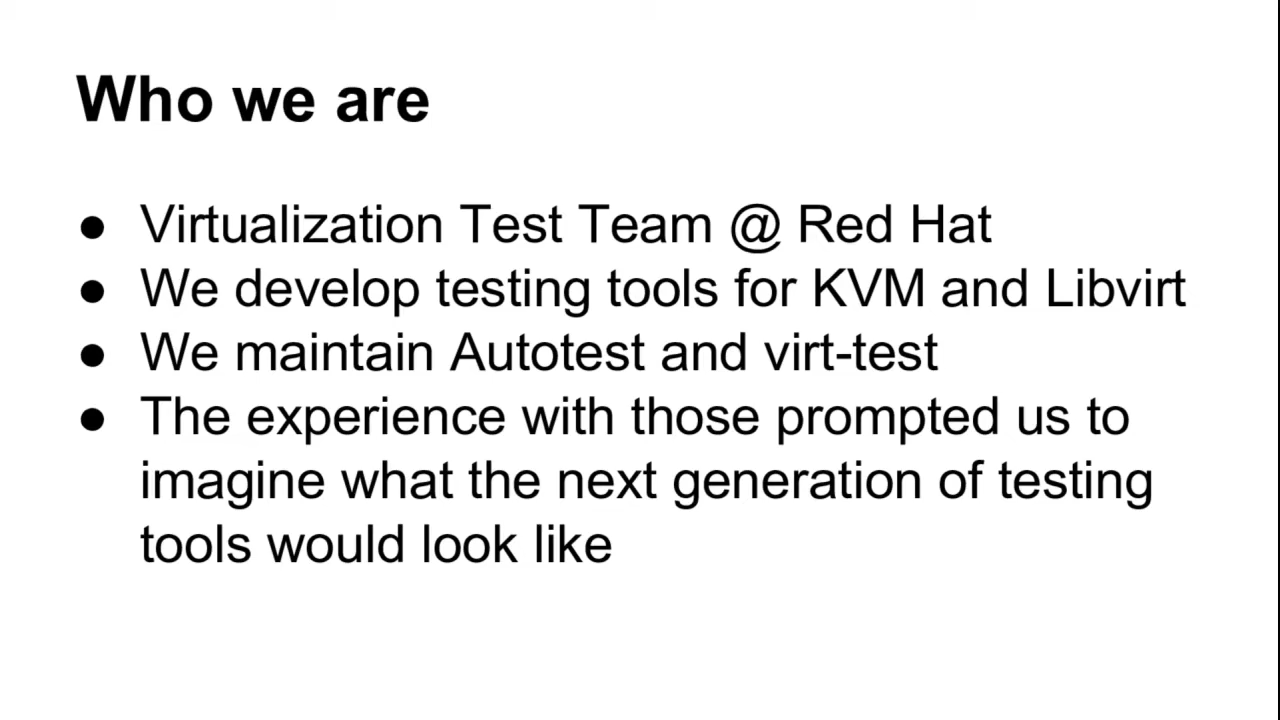 Who we are
● Virtualization Test Team @ Red Hat
● We develop testing tools for KVM and Libvirt
● We maintain Autotest and virt-test
● The experience with those prompted us to
imagine what the next generation of testing
tools would look like